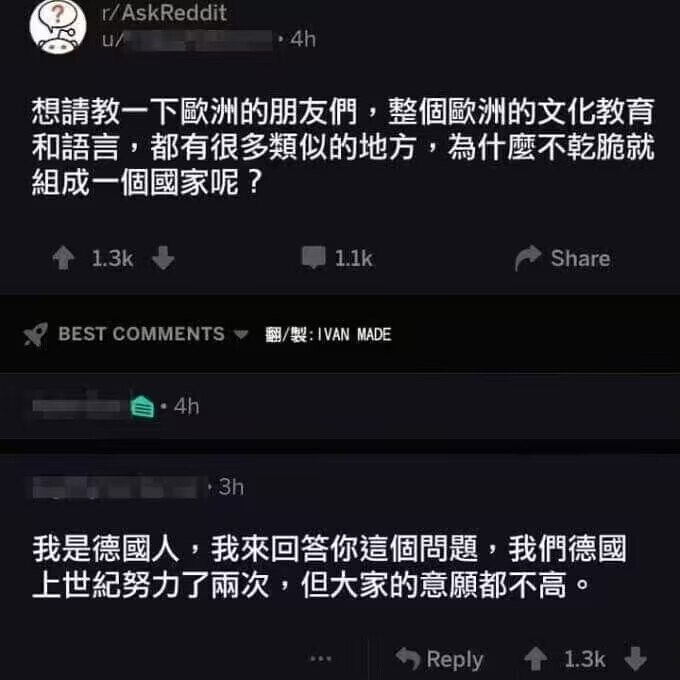 r/AskReddit
u/ • 4h
想請教一下歐洲的朋友們，整個歐洲的文化教育
和語言，都有很多類似的地方，為什麼不乾脆就
組成一個國家呢？
1.3k 1.1k Share
BEST COMMENTS 翻/製:IVAN MADE
• 4h
• 3h
我是德國人，我來回答你這個問題，我們德國
上世紀努力了兩次，但大家的意願都不高。
... Reply 1.3k